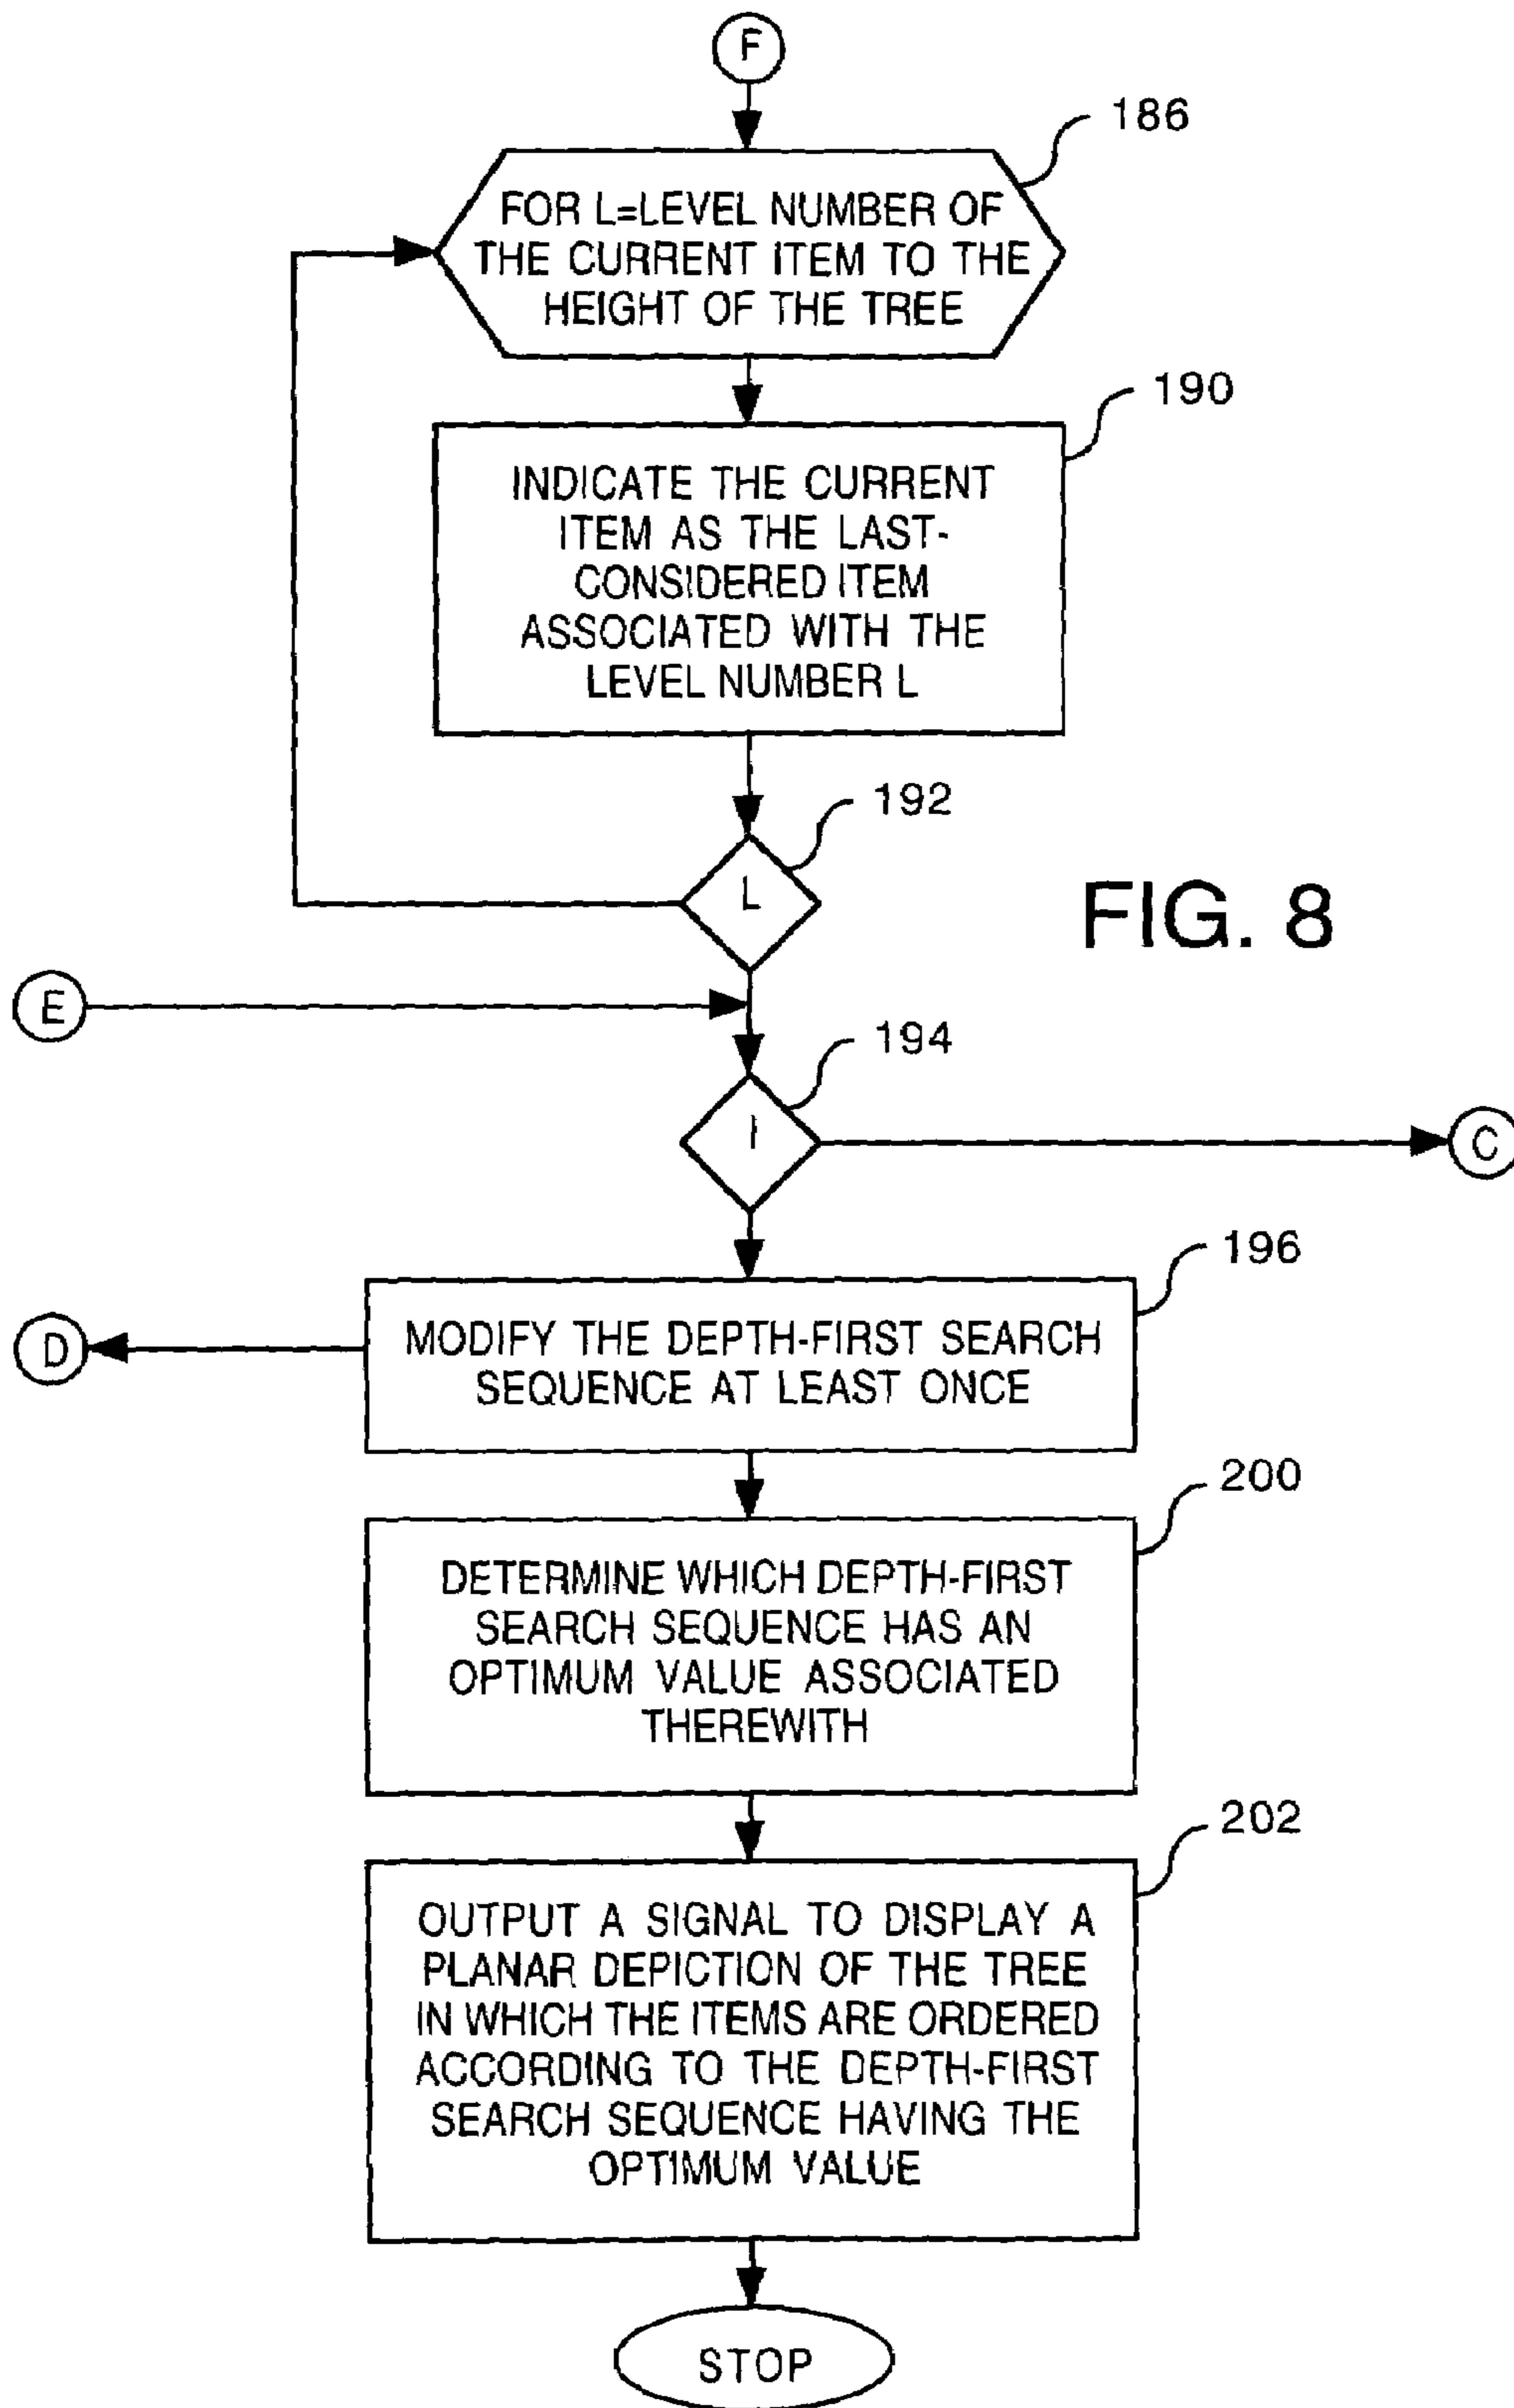 F
186
FOR L=LEVEL NUMBER OF
THE CURRENT ITEM TO THE
HEIGHT OF THE TREE
190
INDICATE THE CURRENT
ITEM AS THE LAST-
CONSIDERED ITEM
ASSOCIATED WITH THE
LEVEL NUMBER L
192
L
FIG. 8
E
194
I
C
196
D
MODIFY THE DEPTH-FIRST SEARCH
SEQUENCE AT LEAST ONCE
200
DETERMINE WHICH DEPTH-FIRST
SEARCH SEQUENCE HAS AN
OPTIMUM VALUE ASSOCIATED
THEREWITH
202
OUTPUT A SIGNAL TO DISPLAY A
PLANAR DEPICTION OF THE TREE
IN WHICH THE ITEMS ARE ORDERED
ACCORDING TO THE DEPTH-FIRST
SEARCH SEQUENCE HAVING THE
OPTIMUM VALUE
STOP